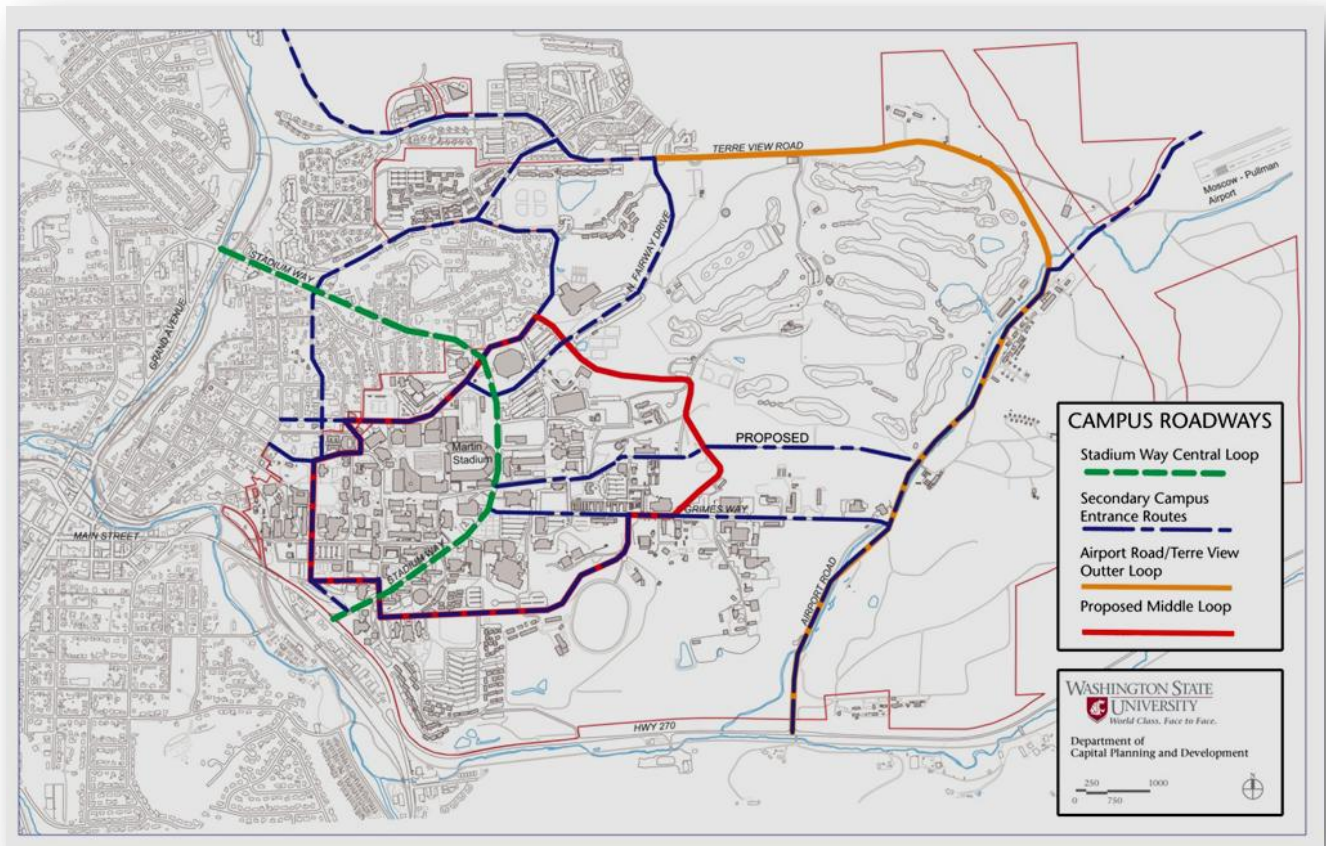 TERRE VIEW ROAD
Moscow - Pullman
Airport
STADIUM WAY
N. FAIRWAY DRIVE
GRAND AVENUE
PROPOSED
Martin
Stadium
GRIMES WAY
MAIN STREET
STADIUM WAY
AIRPORT ROAD
HWY 270
CAMPUS ROADWAYS
Stadium Way Central Loop
Secondary Campus
Entrance Routes
Airport Road/Terre View
Outter Loop
Proposed Middle Loop
WASHINGTON STATE
UNIVERSITY
World Class. Face to Face.
Department of
Capital Planning and Development
250 1000
0 750
N